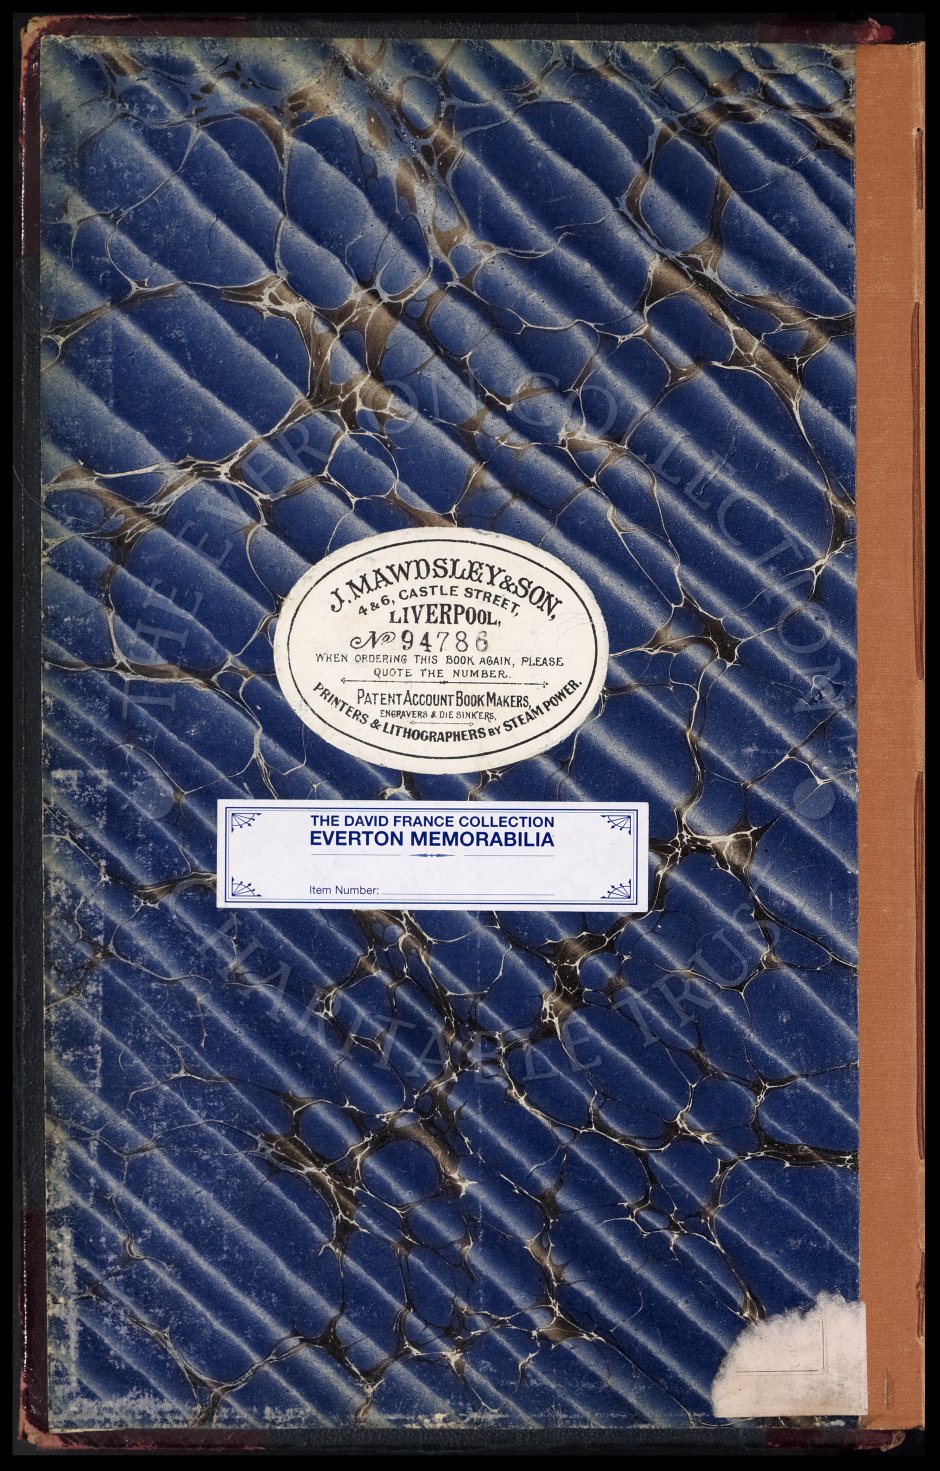 THE EVERTON COLLECTION
J. MAWDSLEY & SON,
4 & 6, CASTLE STREET,
LIVERPOOL,
No 94786
WHEN ORDERING THIS BOOK AGAIN, PLEASE
QUOTE THE NUMBER.
PATENT ACCOUNT BOOK MAKERS,
ENGRAVERS & DIE SINKERS,
PRINTERS & LITHOGRAPHERS BY STEAM POWER.
THE DAVID FRANCE COLLECTION
EVERTON MEMORABILIA
Item Number:
CHARITABLE TRUST